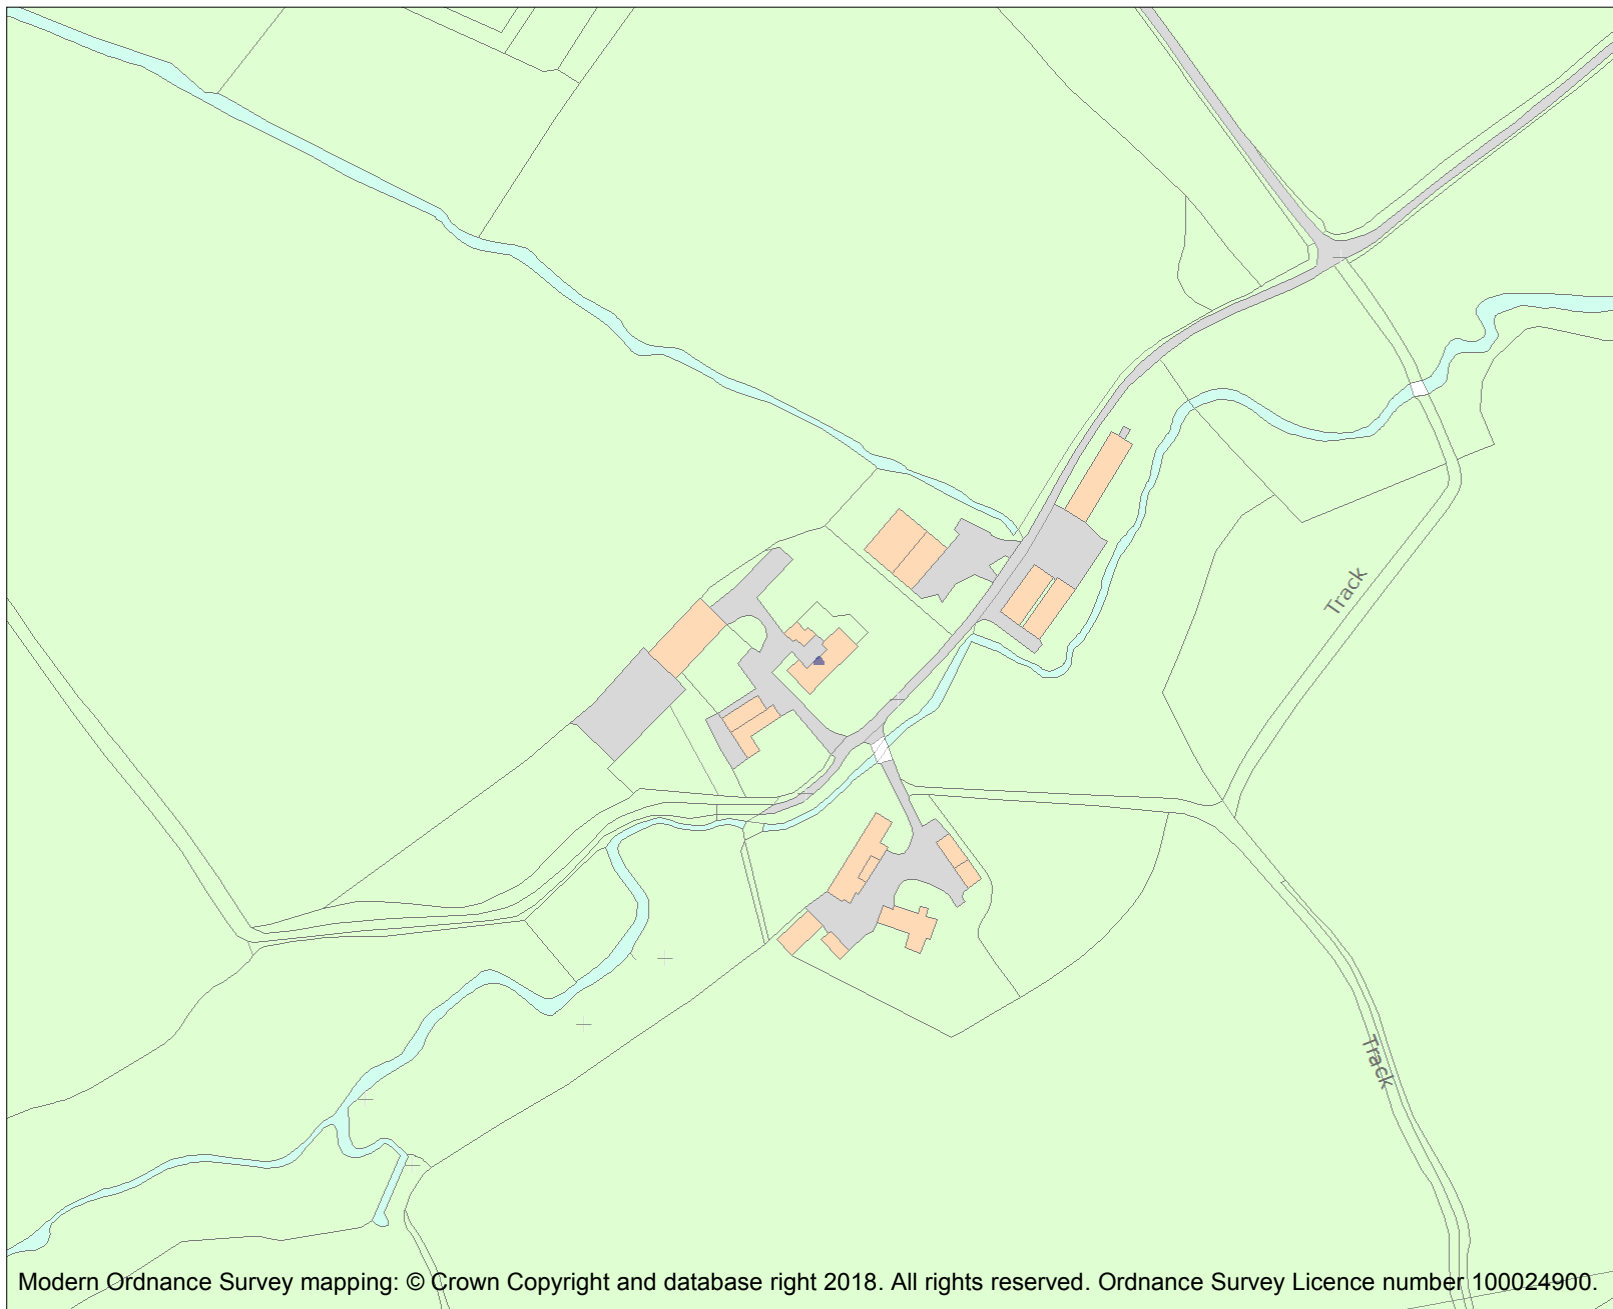 Track
Track
Modern Ordnance Survey mapping: © Crown Copyright and database right 2018. All rights reserved. Ordnance Survey Licence number 100024900.